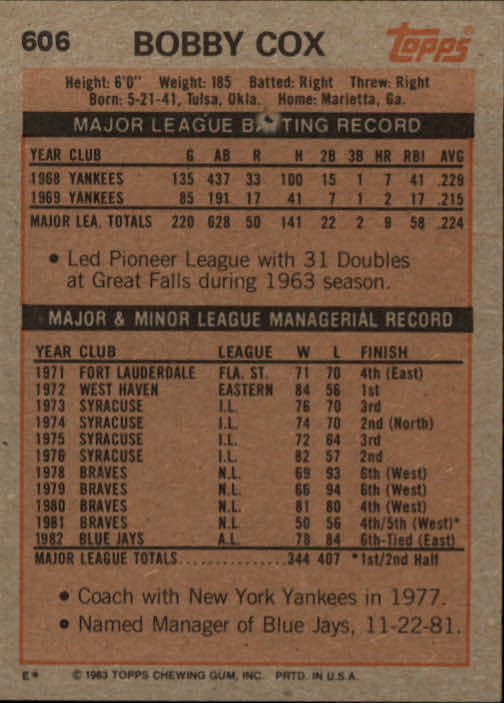 606 BOBBY COX Topps
Height: 6'0" Weight: 185 Batted: Right Threw: Right
Born: 5-21-41, Tulsa, Okla. Home: Marietta, Ga.
MAJOR LEAGUE BATTING RECORD
YEAR CLUB G AB R H 2B 3B HR RBI AVG
1968 YANKEES 135 437 33 100 15 1 7 41 .229
1969 YANKEES 85 191 17 41 7 1 2 17 .215
MAJOR LEA. TOTALS 220 628 50 141 22 2 9 58 .224
• Led Pioneer League with 31 Doubles
at Great Falls during 1963 season.
MAJOR & MINOR LEAGUE MANAGERIAL RECORD
YEAR CLUB LEAGUE W L FINISH
1971 FORT LAUDERDALE FLA. ST. 71 70 4th (East)
1972 WEST HAVEN EASTERN 84 56 1st
1973 SYRACUSE I.L. 76 70 3rd
1974 SYRACUSE I.L. 74 70 2nd (North)
1975 SYRACUSE I.L. 72 64 3rd
1976 SYRACUSE I.L. 82 57 2nd
1978 BRAVES N.L. 69 93 6th (West)
1979 BRAVES N.L. 66 94 6th (West)
1980 BRAVES N.L. 81 80 4th (West)
1981 BRAVES N.L. 50 56 4th/5th (West)*
1982 BLUE JAYS A.L. 78 84 6th-Tied (East)
MAJOR LEAGUE TOTALS............... 344 407 *1st/2nd Half
• Coach with New York Yankees in 1977.
• Named Manager of Blue Jays, 11-22-81.
E* © 1983 TOPPS CHEWING GUM, INC. PRTD. IN U.S.A.